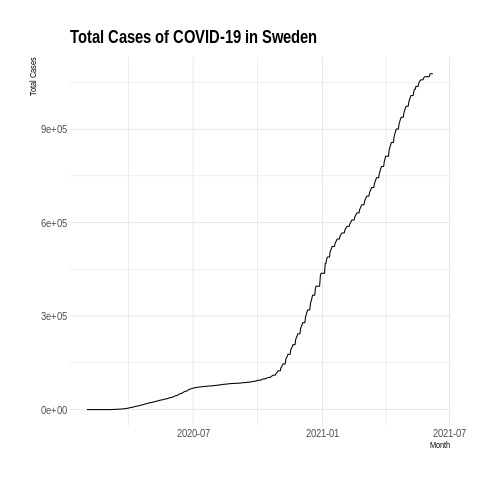 Total Cases of COVID-19 in Sweden
Total Cases
9e+05
6e+05
3e+05
0e+00
2020-07
2021-01
2021-07
Month